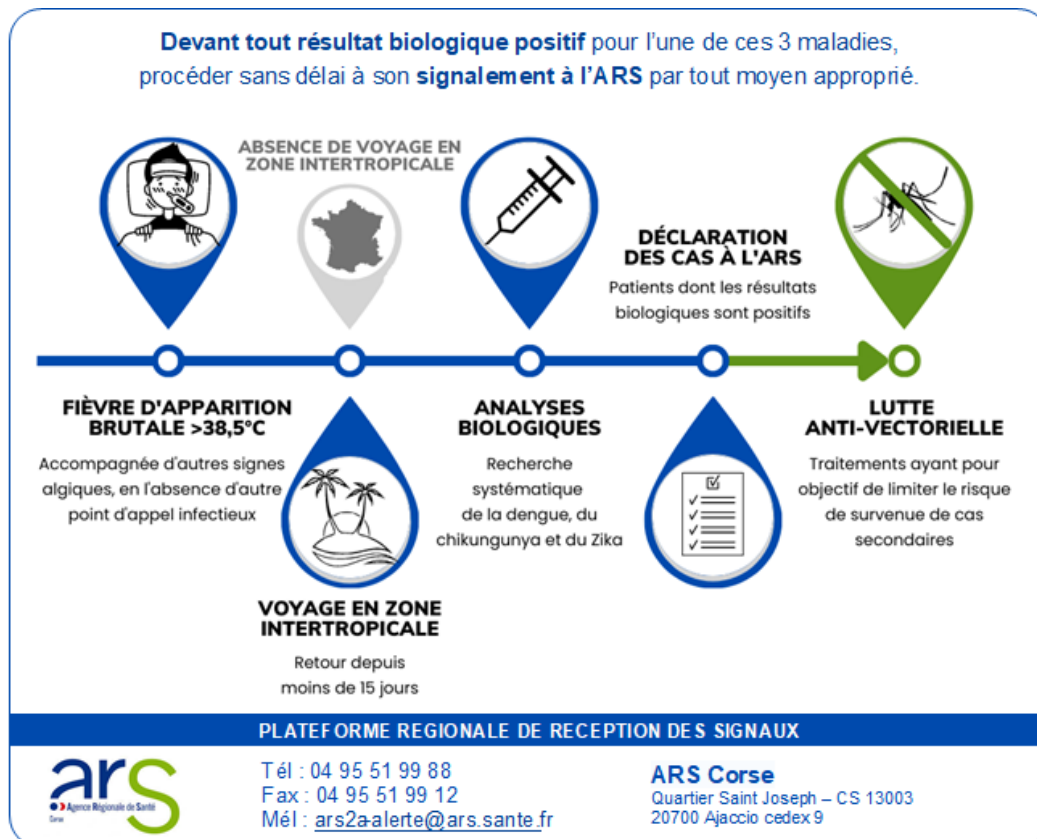 Devant tout résultat biologique positif pour l'une de ces 3 maladies,
procéder sans délai à son signalement à l'ARS par tout moyen approprié.
ABSENCE DE VOYAGE EN
ZONE INTERTROPICALE
DÉCLARATION
DES CAS À L'ARS
Patients dont les résultats
biologiques sont positifs
FIÈVRE D'APPARITION
BRUTALE >38,5°C
Accompagnée d'autres signes
algiques, en l'absence d'autre
point d'appel infectieux
VOYAGE EN ZONE
INTERTROPICALE
Retour depuis
moins de 15 jours
ANALYSES
BIOLOGIQUES
Recherche
systématique
de la dengue, du
chikungunya et du Zika
LUTTE
ANTI-VECTORIELLE
Traitements ayant pour
objectif de limiter le risque
de survenue de cas
secondaires
PLATEFORME REGIONALE DE RECEPTION DES SIGNAUX
ars
Agence Régionale de Santé
Corse
Tél : 04 95 51 99 88
Fax : 04 95 51 99 12
Mél : ars2a-alerte@ars.sante.fr
ARS Corse
Quartier Saint Joseph – CS 13003
20700 Ajaccio cedex 9